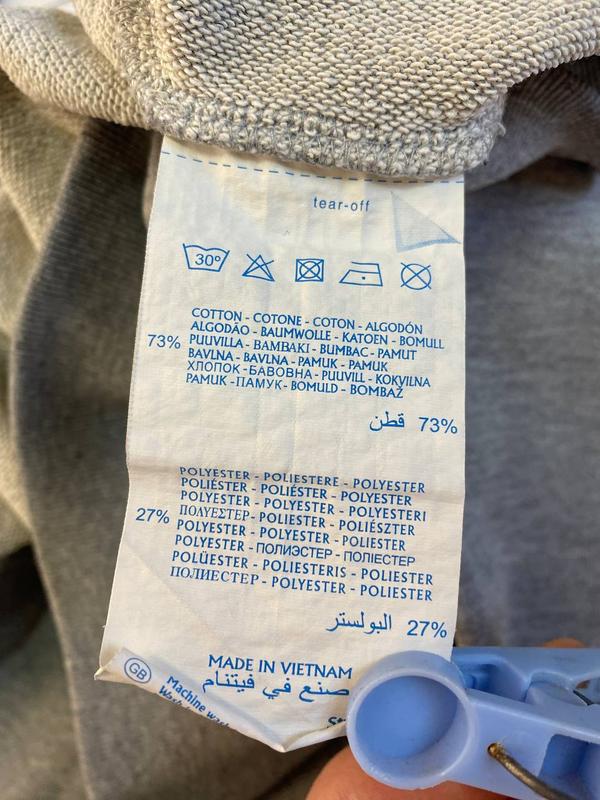 tear-off
30°
COTTON - COTONE - COTON - ALGODÓN
ALGODÃO - BAUMWOLLE - KATOEN - BOMULL
73% PUUVILLA - ΒΑΜΒΑΚΙ - BUMBAC - PAMUT
BAVLNA - BAVLNA - PAMUK - PAMUK
ХЛОПОК - БАВОВНА - PUUVILL - KOKVILNA
PAMUK - ПАМУК - BOMULD - BOMBAŽ
قطن 73%
POLYESTER - POLIESTERE - POLYESTER
POLIÉSTER - POLIÉSTER - POLYESTER
POLYESTER - POLYESTER - POLYESTERI
27% ΠΟΛΥΕΣΤΕΡ - POLIESTER - POLIÉSZTER
POLYESTER - POLYESTER - POLIESTER
POLYESTER - ПОЛИЭСТЕР - ПОЛІЕСТЕР
POLÜESTER - POLIESTERIS - POLIESTER
ПОЛИЕСТЕР - POLYESTER - POLIESTER
البولستر 27%
MADE IN VIETNAM
صنع في فيتنام
GB
Machine wash